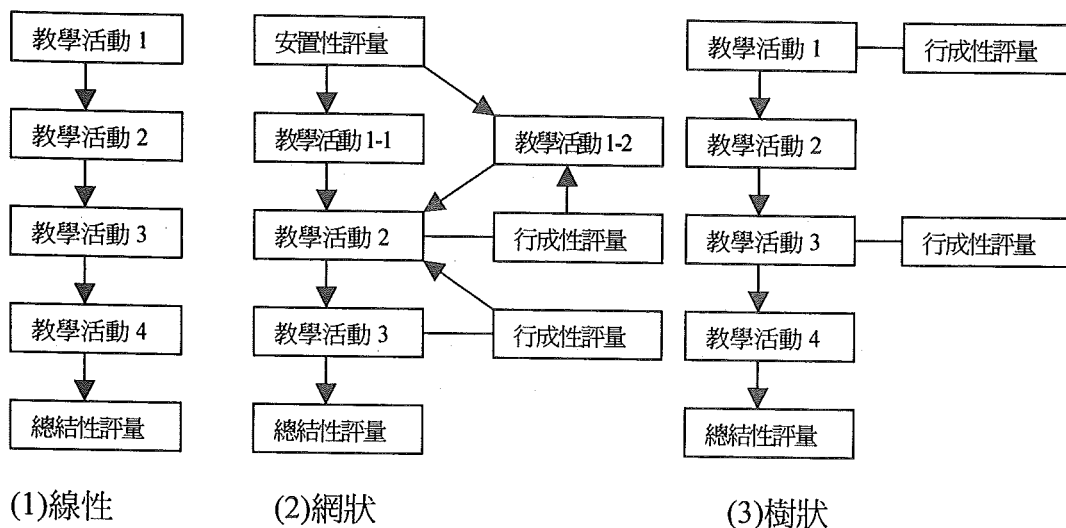 教學活動 1
教學活動 2
教學活動 3
教學活動 4
總結性評量
(1)線性
安置性評量
教學活動 1-1
教學活動 1-2
教學活動 2
行成性評量
教學活動 3
行成性評量
總結性評量
(2)網狀
教學活動 1
行成性評量
教學活動 2
教學活動 3
行成性評量
教學活動 4
總結性評量
(3)樹狀